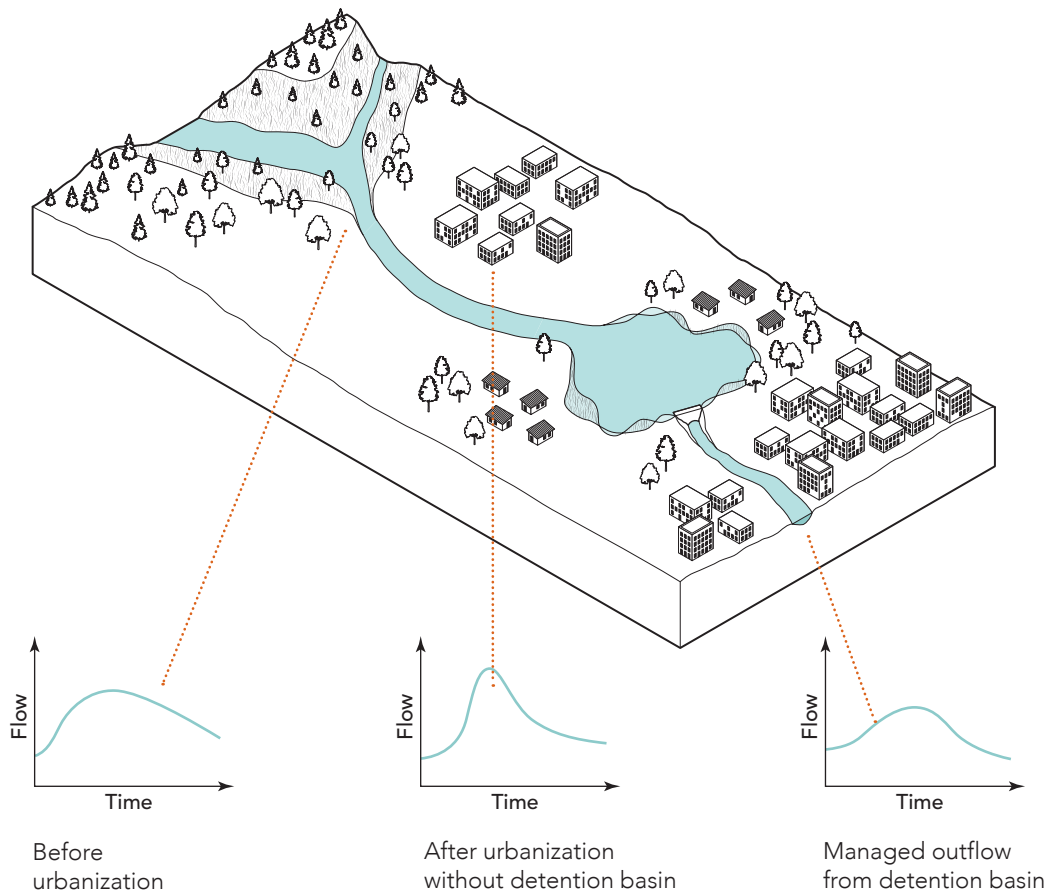 Flow
Time
Before
urbanization
Flow
Time
After urbanization
without detention basin
Flow
Time
Managed outflow
from detention basin